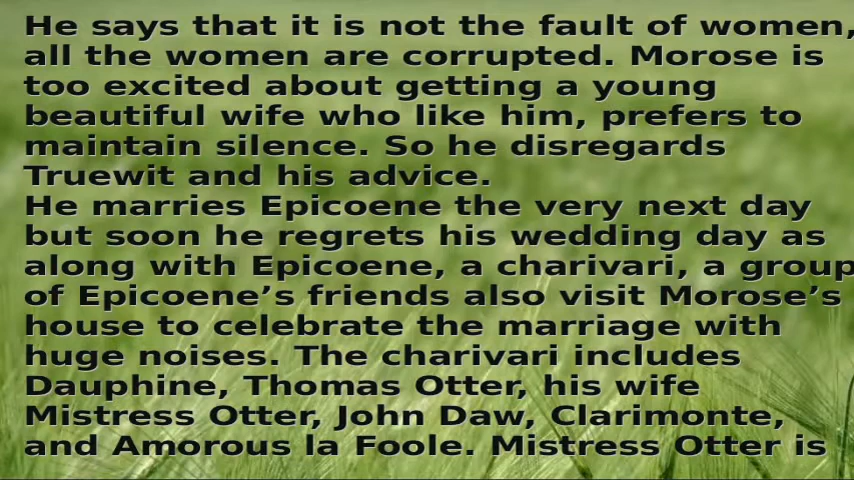 He says that it is not the fault of women,
all the women are corrupted. Morose is
too excited about getting a young
beautiful wife who like him, prefers to
maintain silence. So he disregards
Truewit and his advice.
He marries Epicoene the very next day
but soon he regrets his wedding day as
along with Epicoene, a charivari, a group
of Epicoene’s friends also visit Morose’s
house to celebrate the marriage with
huge noises. The charivari includes
Dauphine, Thomas Otter, his wife
Mistress Otter, John Daw, Clarimonte,
and Amorous la Foole. Mistress Otter is